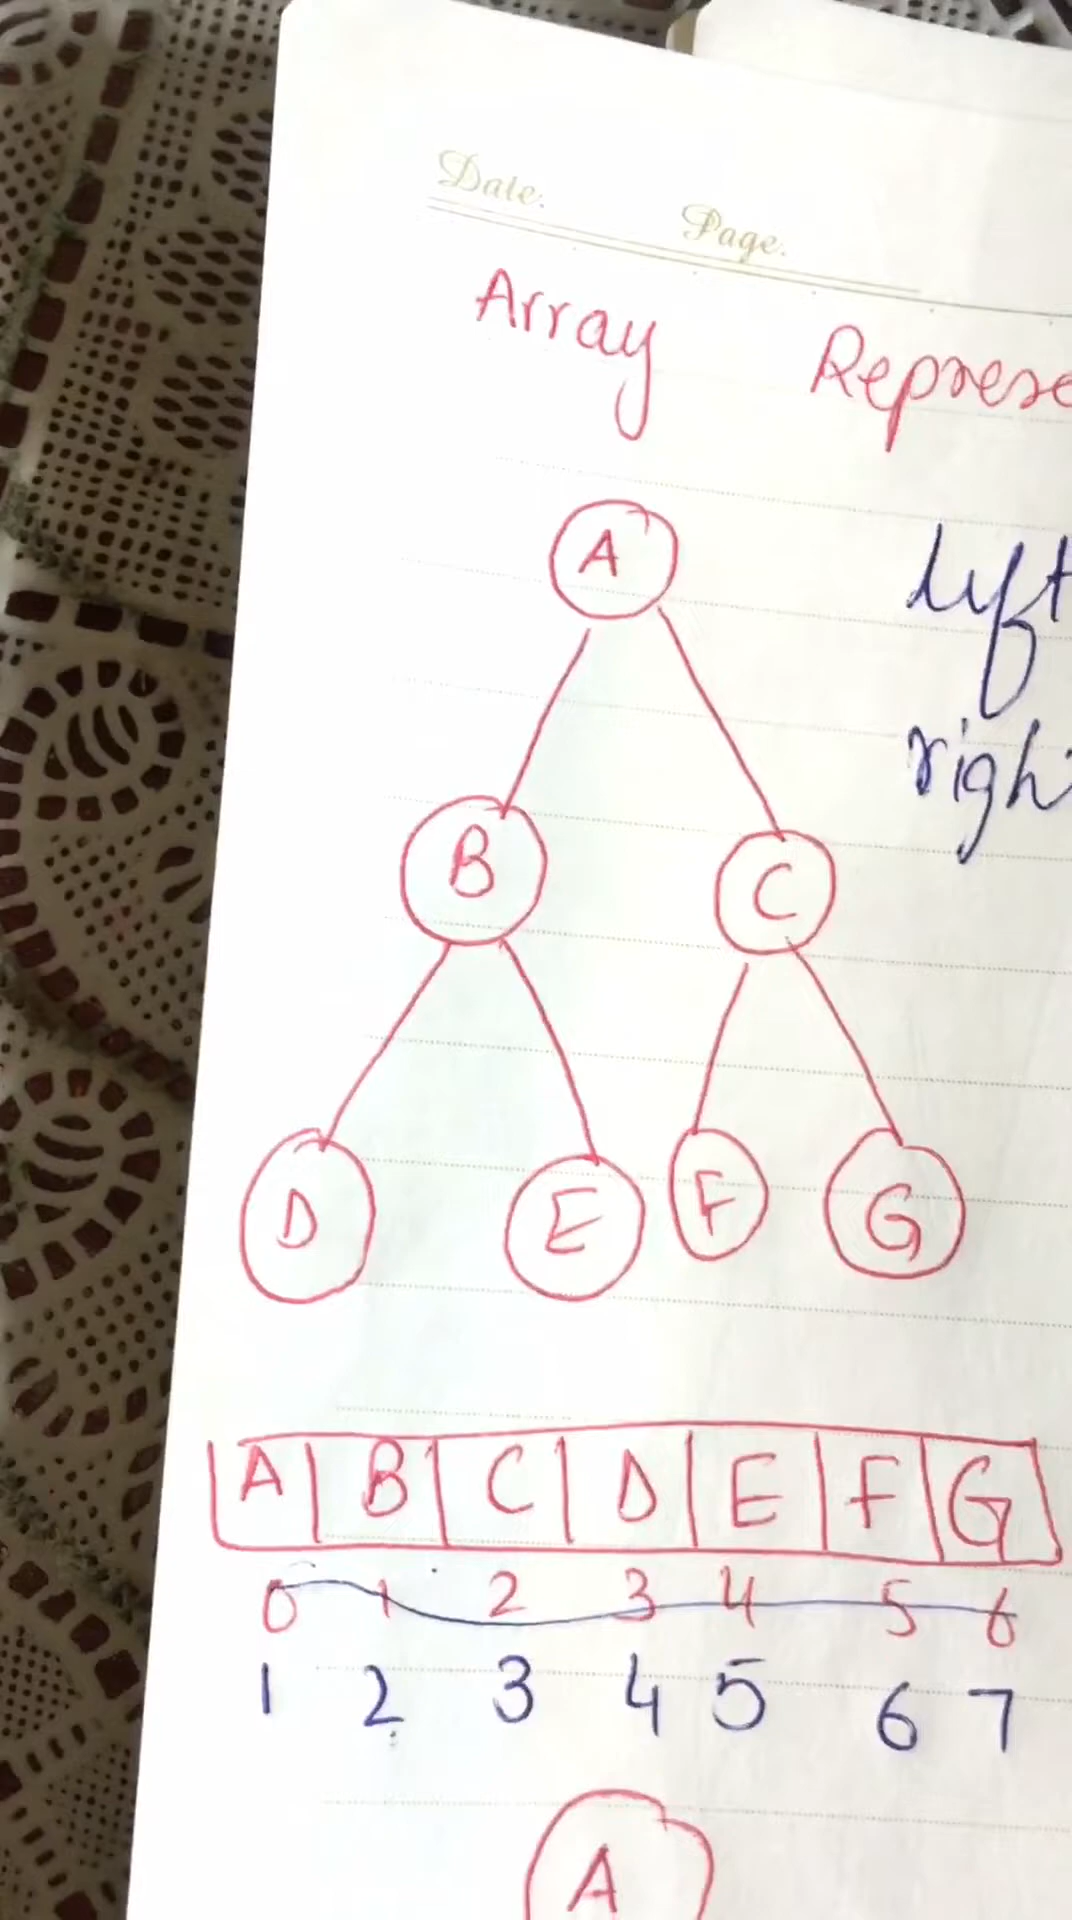 Date. Page.
Array Represe
A
left
righ
B C
D E F G
A B C D E F G
0 1 2 3 4 5 6
1 2 3 4 5 6 7
A